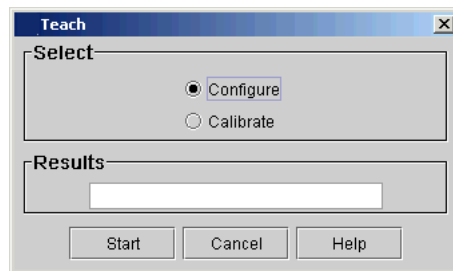 Teach
Select
Configure
Calibrate
Results
Start Cancel Help